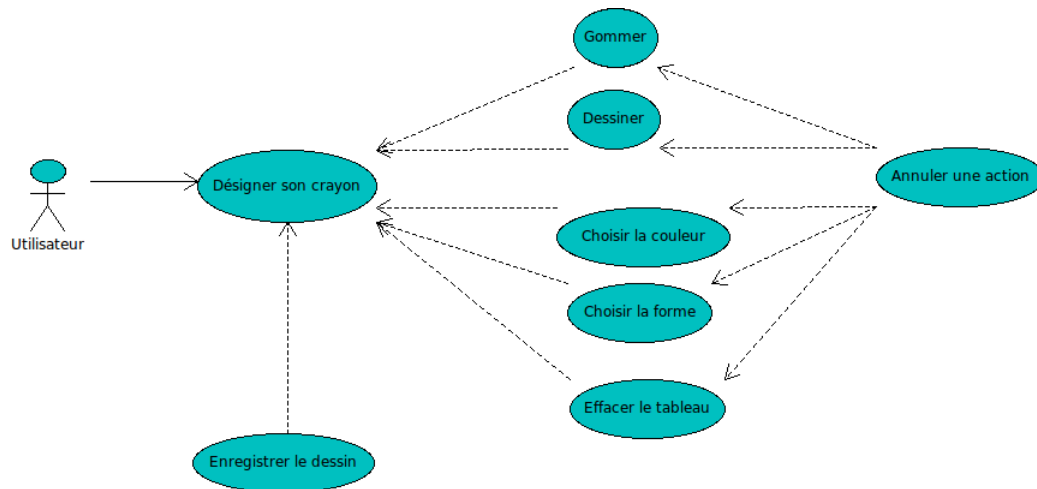 Gommer
Dessiner
Désigner son crayon
Annuler une action
Utilisateur
Choisir la couleur
Choisir la forme
Effacer le tableau
Enregistrer le dessin